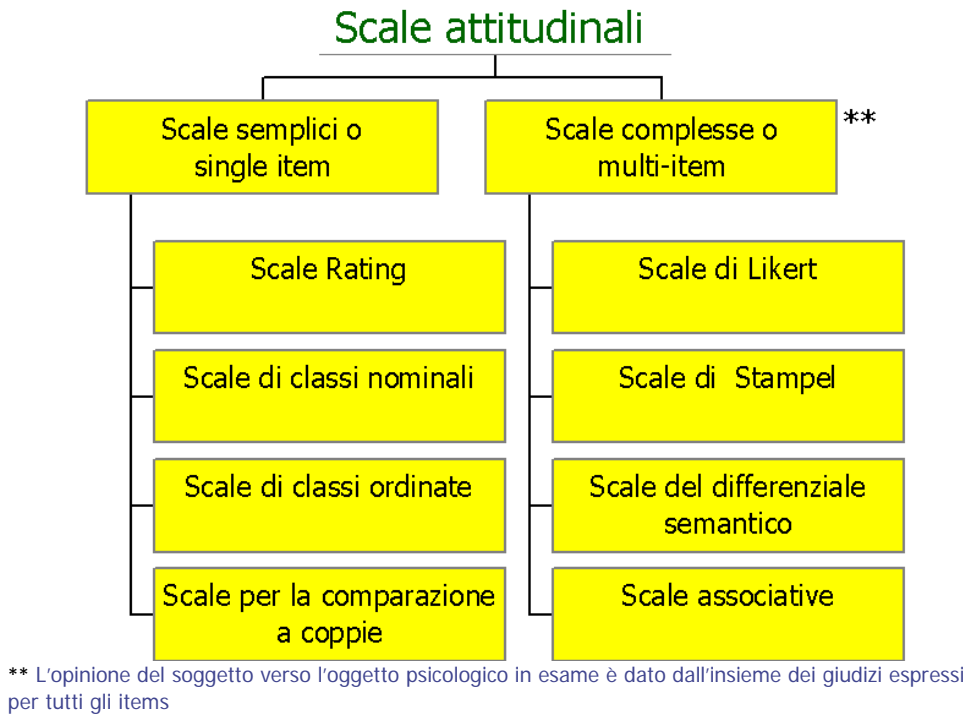 Scale attitudinali
Scale semplici o
single item
Scale complesse o
multi-item
**
Scale Rating
Scale di classi nominali
Scale di classi ordinate
Scale per la comparazione
a coppie
Scale di Likert
Scale di Stampel
Scale del differenziale
semantico
Scale associative
** L'opinione del soggetto verso l'oggetto psicologico in esame è dato dall'insieme dei giudizi espressi
per tutti gli items